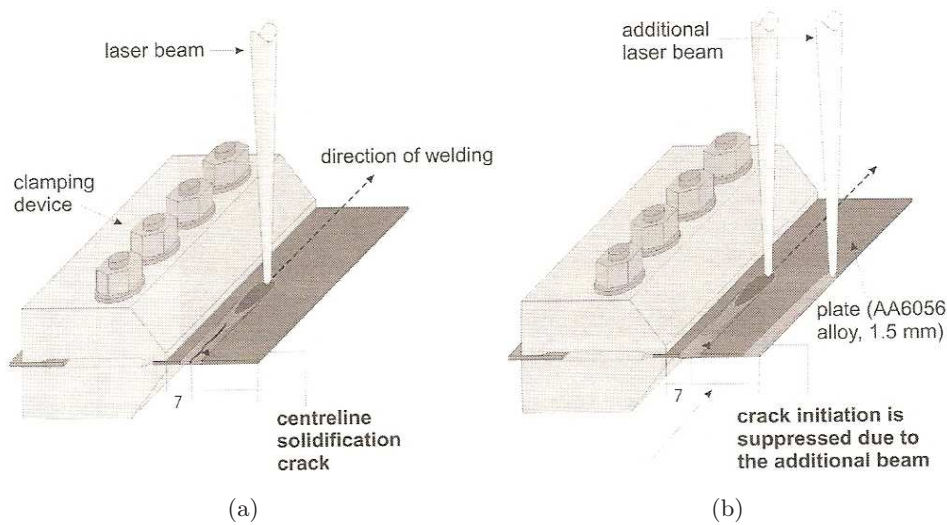 laser beam
direction of welding
clamping
device
7
centreline
solidification
crack
(a)
additional
laser beam
plate (AA6056
alloy, 1.5 mm)
7
crack initiation is
suppressed due to
the additional beam
(b)